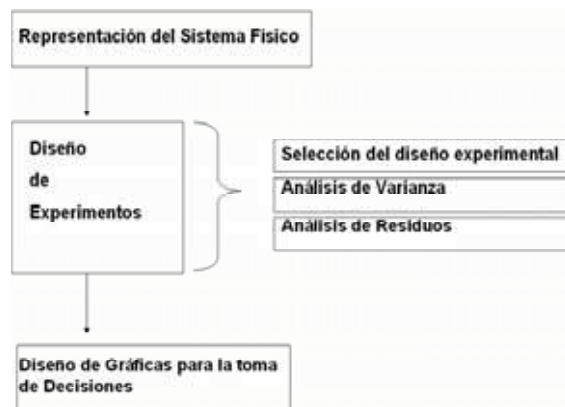 Representación del Sistema Físico
Diseño
de
Experimentos
Selección del diseño experimental
Análisis de Varianza
Análisis de Residuos
Diseno de Gráficas para la toma
de Decisiones